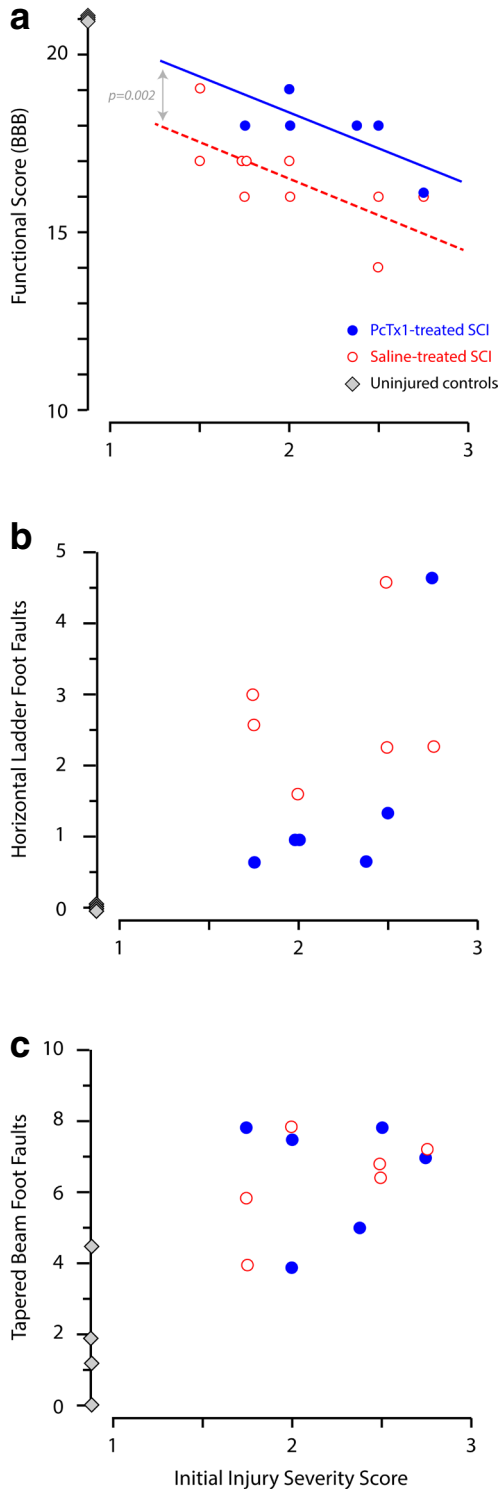 a
20
15
10
Functional Score (BBB)
p=0.002
PcTx1-treated SCI
Saline-treated SCI
Uninjured controls
1 2 3
b
5
4
3
2
1
0
Horizontal Ladder Foot Faults
1 2 3
c
10
8
6
4
2
0
Tapered Beam Foot Faults
1 2 3
Initial Injury Severity Score